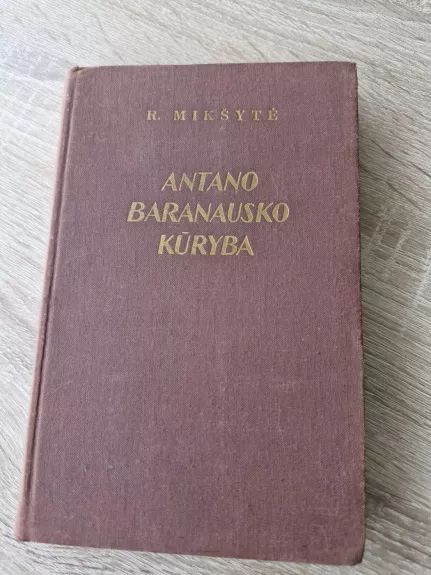 R. MIKŠYTĖ
ANTANO
BARANAUSKO
KŪRYBA